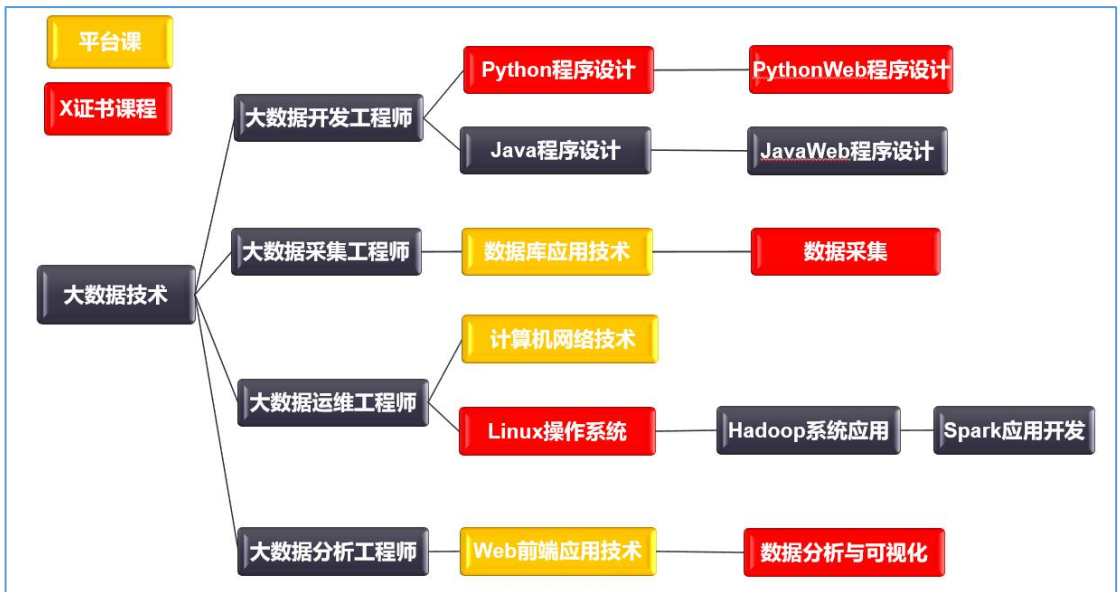 平台课
X证书课程
Python程序设计
PythonWeb程序设计
大数据开发工程师
Java程序设计
JavaWeb程序设计
大数据采集工程师
数据库应用技术
数据采集
大数据技术
计算机网络技术
大数据运维工程师
Linux操作系统
Hadoop系统应用
Spark应用开发
大数据分析工程师
Web前端应用技术
数据分析与可视化